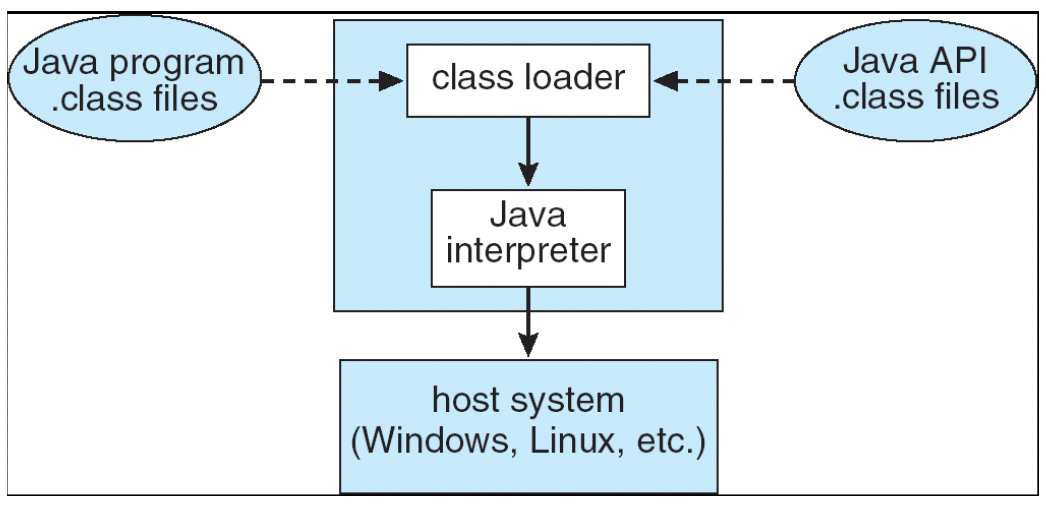 Java program
.class files
class loader
Java API
.class files
Java
interpreter
host system
(Windows, Linux, etc.)